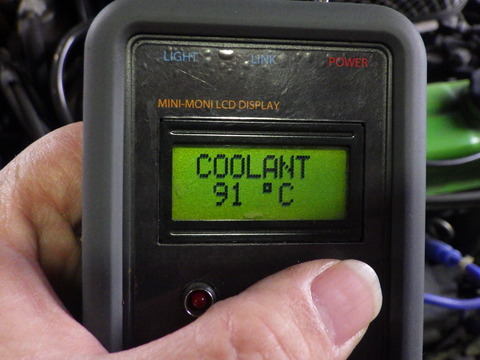 LIGHT LINK POWER
MINI-MONI LCD DISPLAY
COOLANT
91 °C